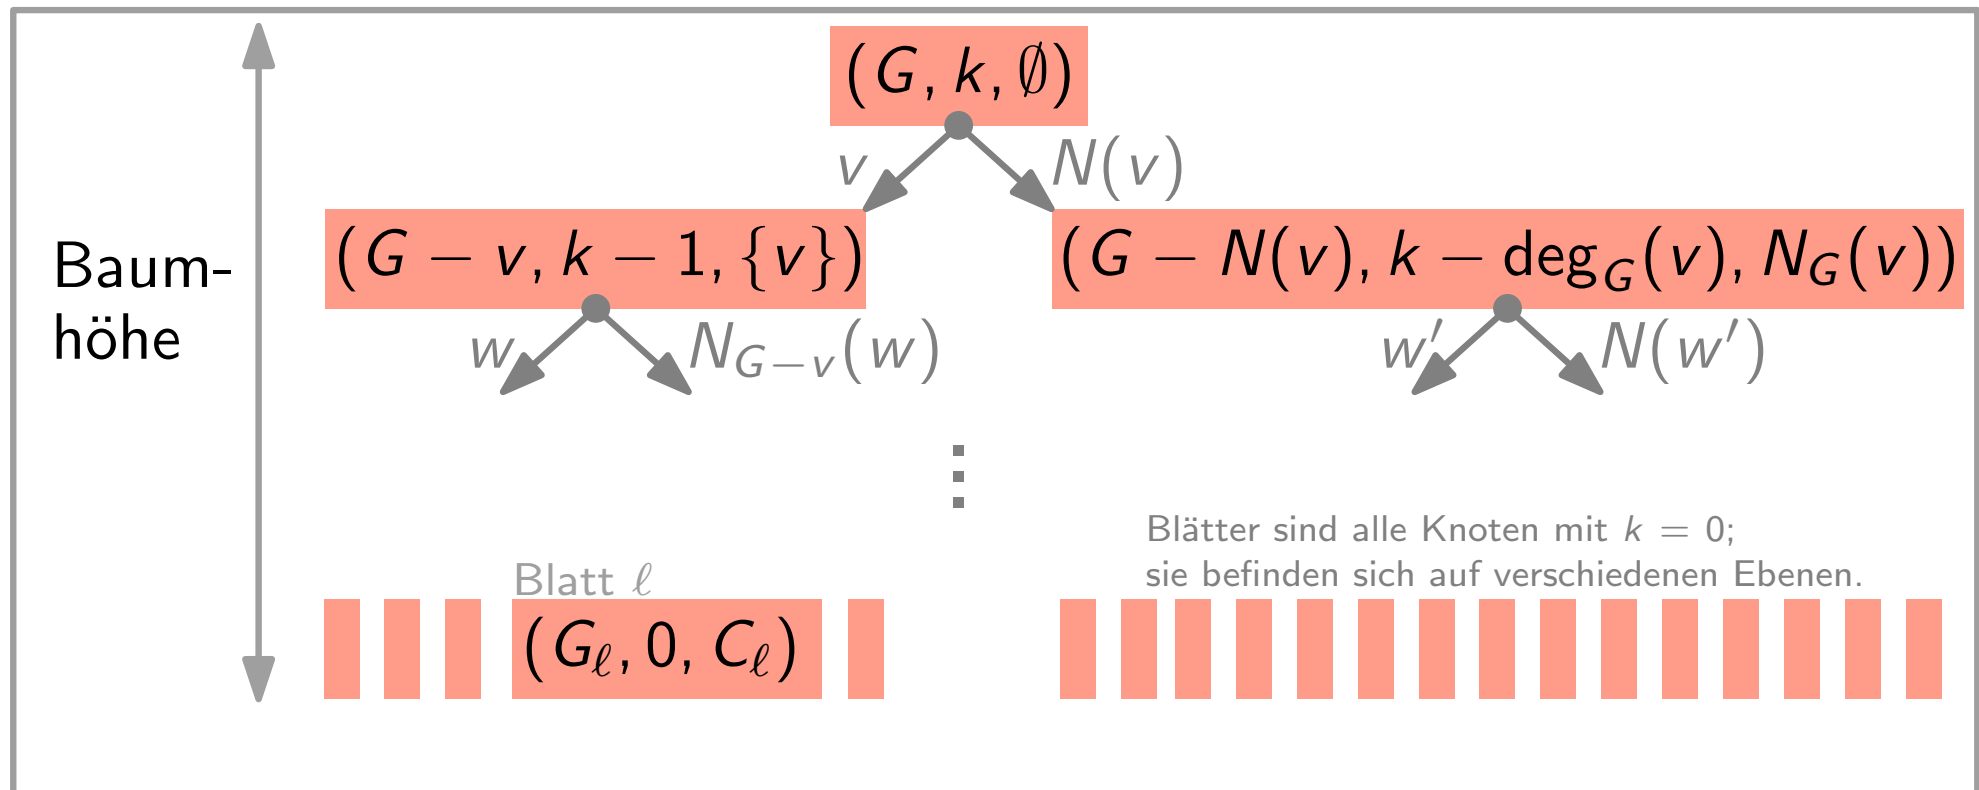 (G, k, ∅)
v N(v)
Baum-
höhe
(G − v, k − 1, {v}) (G − N(v), k − deg_G(v), N_G(v))
w N_{G−v}(w) w′ N(w′)
Blätter sind alle Knoten mit k = 0;
sie befinden sich auf verschiedenen Ebenen.
Blatt ℓ
(G_ℓ, 0, C_ℓ)